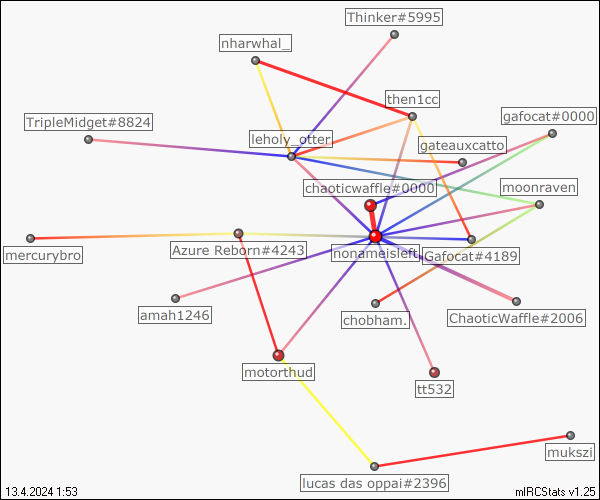 Thinker#5995
nharwhal_
then1cc
TripleMidget#8824
gafocat#0000
leholy_otter
gateauxcatto
chaoticwaffle#0000
moonraven
mercurybro
Azure Reborn#4243
nonameisleft
Gafocat#4189
amah1246
chobham.
ChaoticWaffle#2006
motorthud
tt532
mukszi
lucas das oppai#2396
13.4.2024 1:53
mIRCStats v1.25